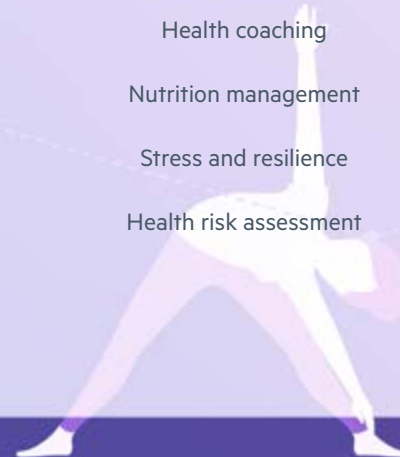 Health coaching
Nutrition management
Stress and resilience
Health risk assessment